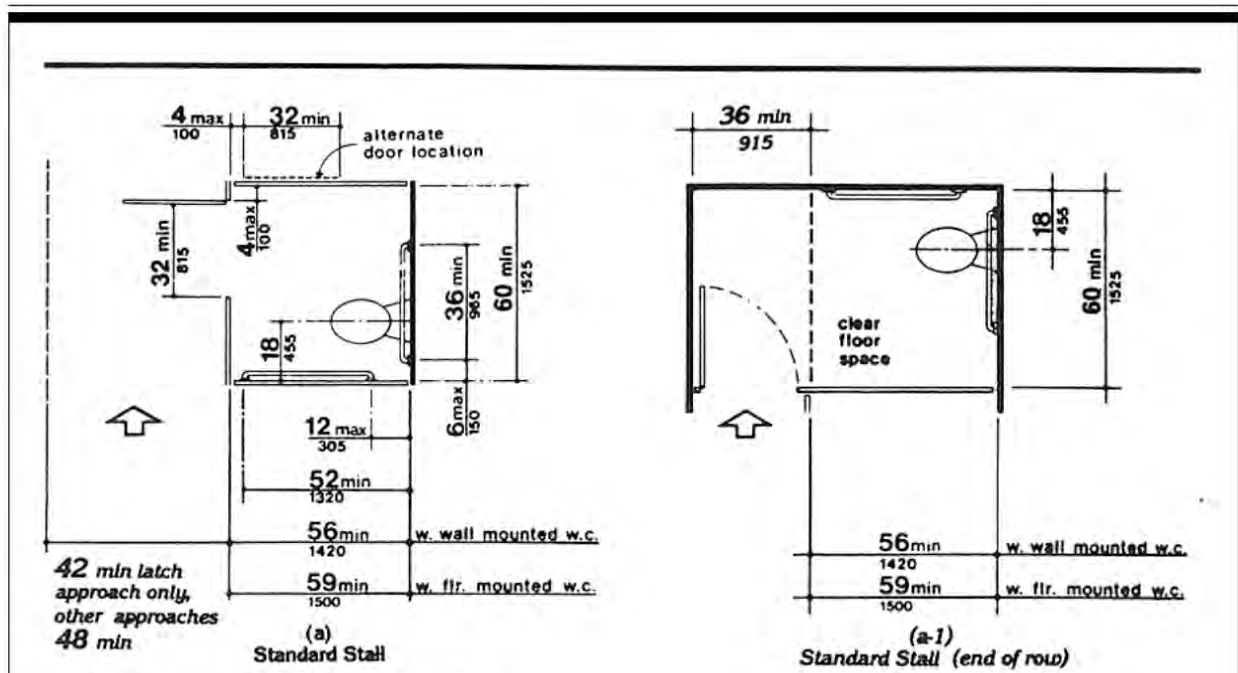 4 max
100
32 min
815
alternate
door location
4 max
100
32 min
815
18
455
36 min
965
60 min
1525
12 max
305
6 max
150
52 min
1320
56 min
1420
w. wall mounted w.c.
59 min
1500
w. flr. mounted w.c.
42 min latch
approach only,
other approaches
48 min
(a)
Standard Stall
36 min
915
18
455
60 min
1525
clear
floor
space
56 min
1420
w. wall mounted w.c.
59 min
1500
w. flr. mounted w.c.
(a-1)
Standard Stall (end of row)